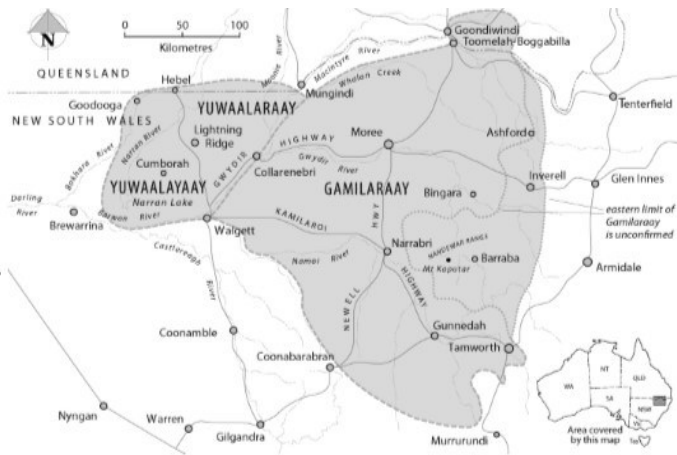 N
0 50 100
Kilometres
QUEENSLAND
NEW SOUTH WALES
Goondiwindi
Toomelah-Boggabilla
Macintyre River
Moonie River
Whalan Creek
Hebel
Mungindi
Goodooga
YUWAALARAAY
Tenterfield
Narran River
Lightning
Ridge
Bokhara River
Moree
Ashford
HIGHWAY
GWYDIR
Gwydir
River
Collarenebri
Cumborah
YUWAALAYAAY
Narran Lake
GAMILARAAY
Inverell
Glen Innes
Bingara
Darling
River
Brewarrina
Barwon River
Walgett
KAMILAROI
HWY
eastern limit of
Gamilaraay
is unconfirmed
Castlereagh
River
Namoi River
Narrabri
NANDEWAR RANGE
Mt Kaputar
Barraba
Armidale
HIGHWAY
NEWELL
Coonamble
Gunnedah
Tamworth
Coonabarabran
Nyngan
Warren
Gilgandra
Murrurundi
WA
NT
QLD
SA
NSW
Area covered
by this map